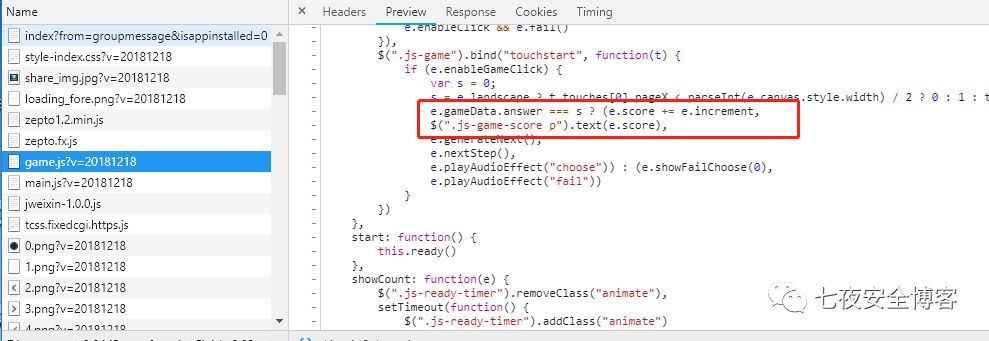 Name
× Headers Preview Response Cookies Timing
index?from=groupmessage&isappinstalled=0
style-index.css?v=20181218
share_img.jpg?v=20181218
loading_fore.png?v=20181218
zepto1.2.min.js
zepto.fx.js
game.js?v=20181218
main.js?v=20181218
jweixin-1.0.0.js
tcss.fixedcgi.https.js
0.png?v=20181218
1.png?v=20181218
2.png?v=20181218
3.png?v=20181218
4.png?v=20181218
- e.enableClick && e.fail()
- }),
- $(".js-game").bind("touchstart", function(t) {
- if (e.enableGameClick) {
- var s = 0;
- s = e.landscape ? t.touches[0].pageX < parseInt(e.canvas.style.width) / 2 ? 0 : 1 : t
- e.gameData.answer === s ? (e.score += e.increment,
- $(".js-game-score p").text(e.score),
- e.generateNext(),
- e.nextStep(),
- e.playAudioEffect("choose")) : (e.showFailChoose(0),
- e.playAudioEffect("fail"))
- }
- })
- },
- start: function() {
- this.ready()
- },
- showCount: function(e) {
- $(".js-ready-timer").removeClass("animate"),
- setTimeout(function() {
- $(".js-ready-timer").addClass("animate")
七夜安全博客